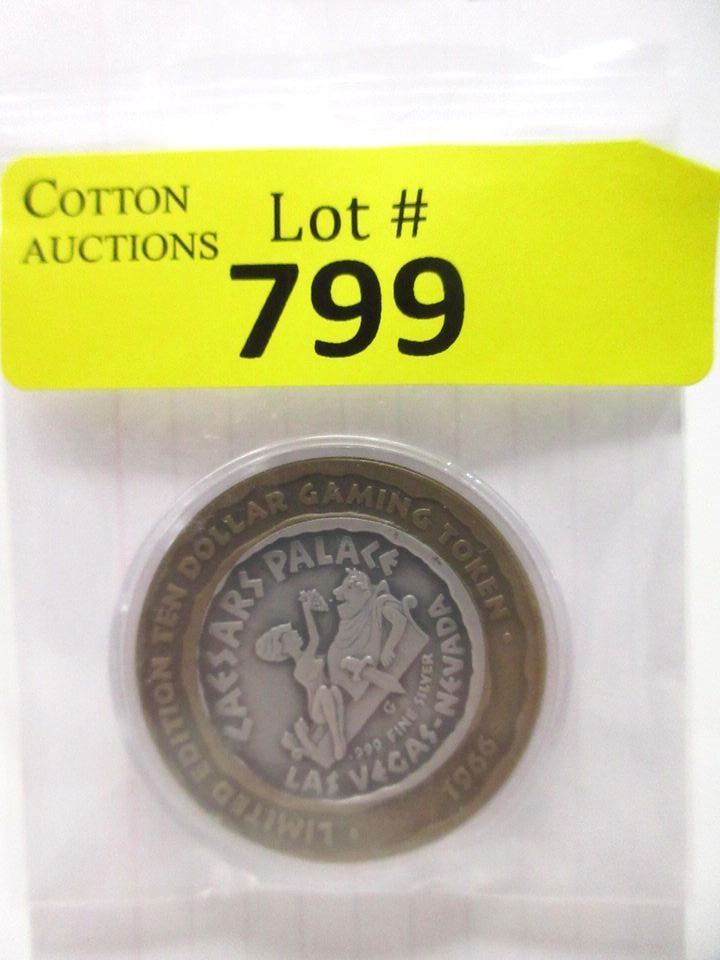 COTTON
AUCTIONS
Lot #
799
LIMITED EDITION TEN DOLLAR GAMING TOKEN ·
1966 ·
CAESARS PALACE
G
.999 FINE SILVER
LAS VEGAS-NEVADA